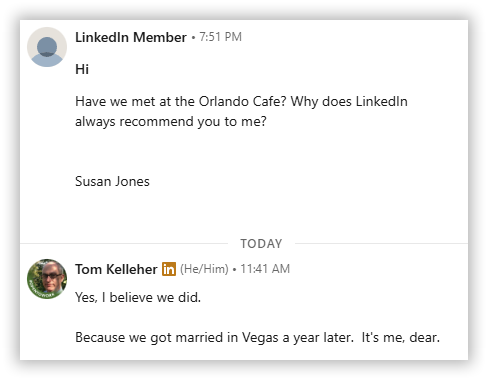 LinkedIn Member • 7:51 PM
Hi
Have we met at the Orlando Cafe? Why does LinkedIn
always recommend you to me?
Susan Jones
TODAY
Tom Kelleher in (He/Him) • 11:41 AM
Yes, I believe we did.
Because we got married in Vegas a year later.  It's me, dear.